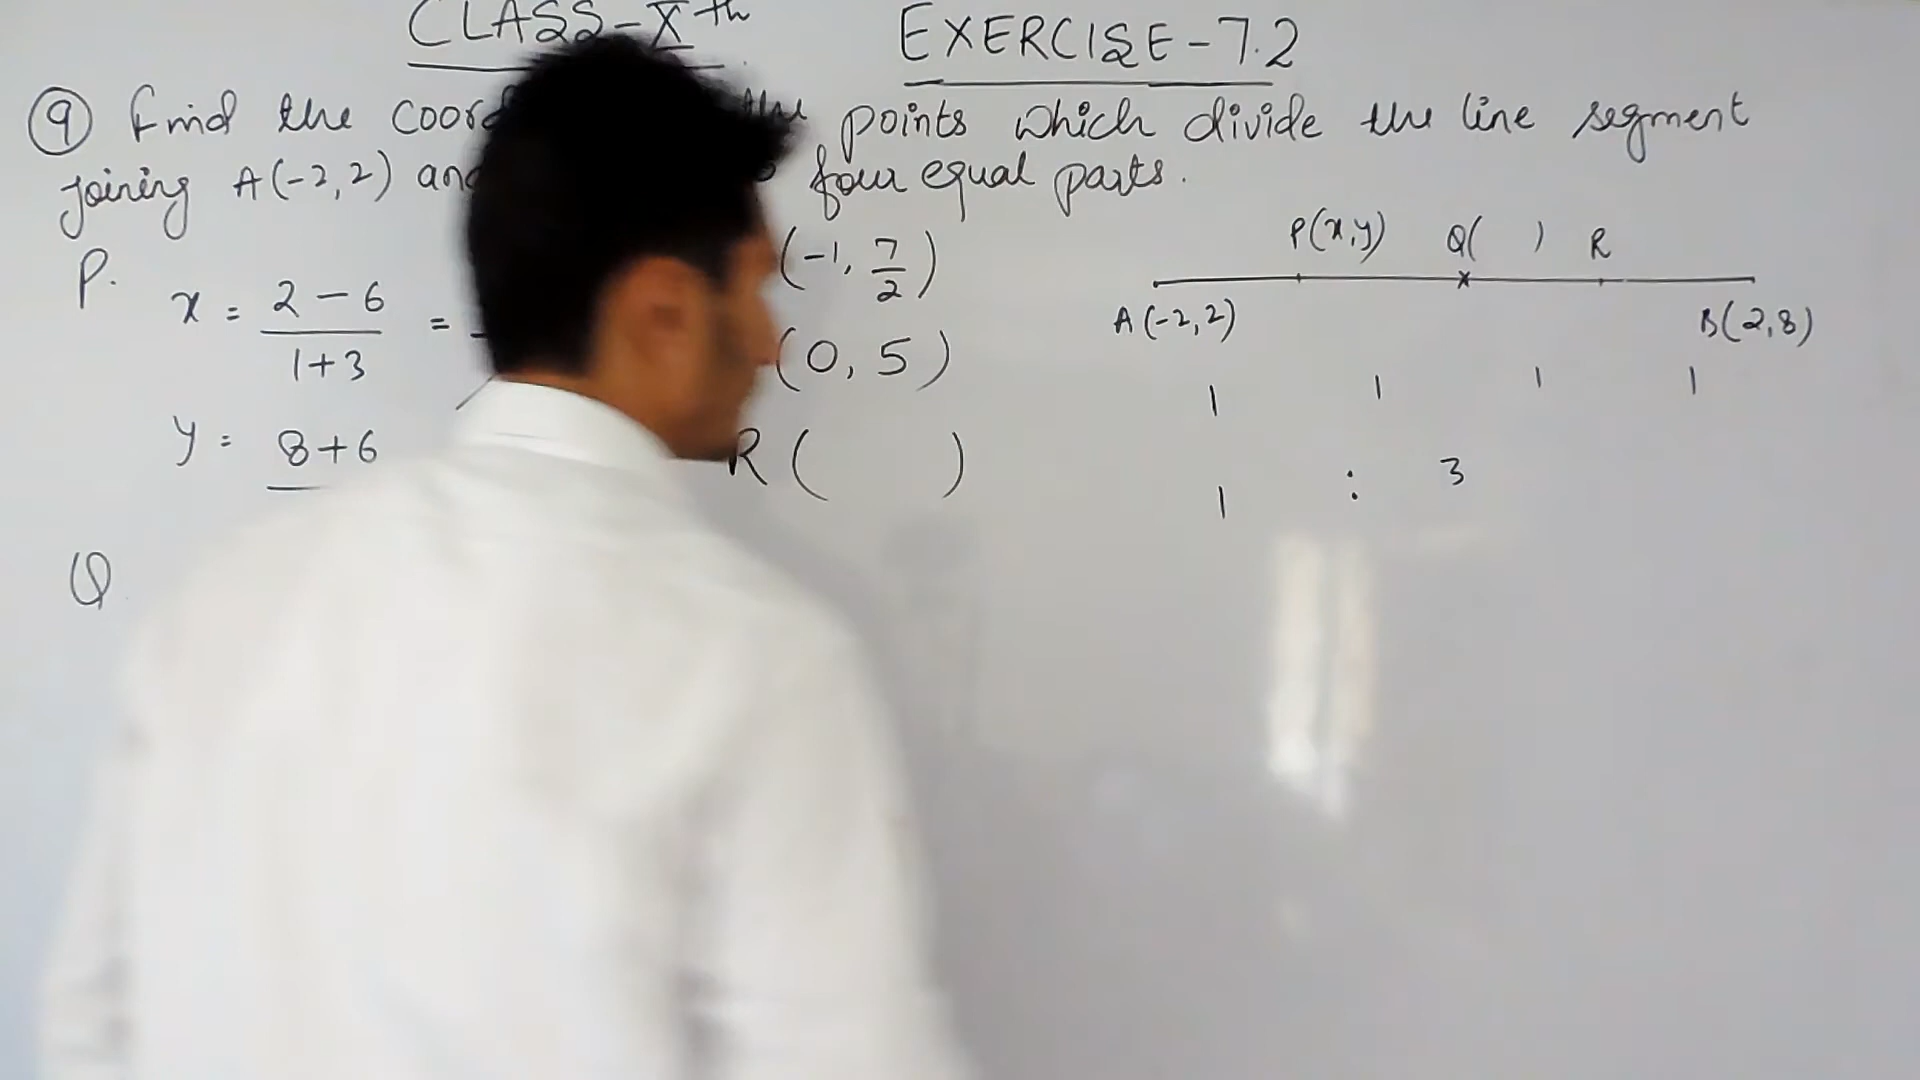 CLASS-Xth EXERCISE-7.2
9 Find the the points which divide the line segment
joining A(-2,2) and four equal parts.
P(x,y) Q( ) R
P. (-1, 7/2)
x = 2-6/1+3 =
A(-2,2) B(2,8)
(0, 5)
1 1 1 1
y = 8+6
R ( )
1 : 3
Q